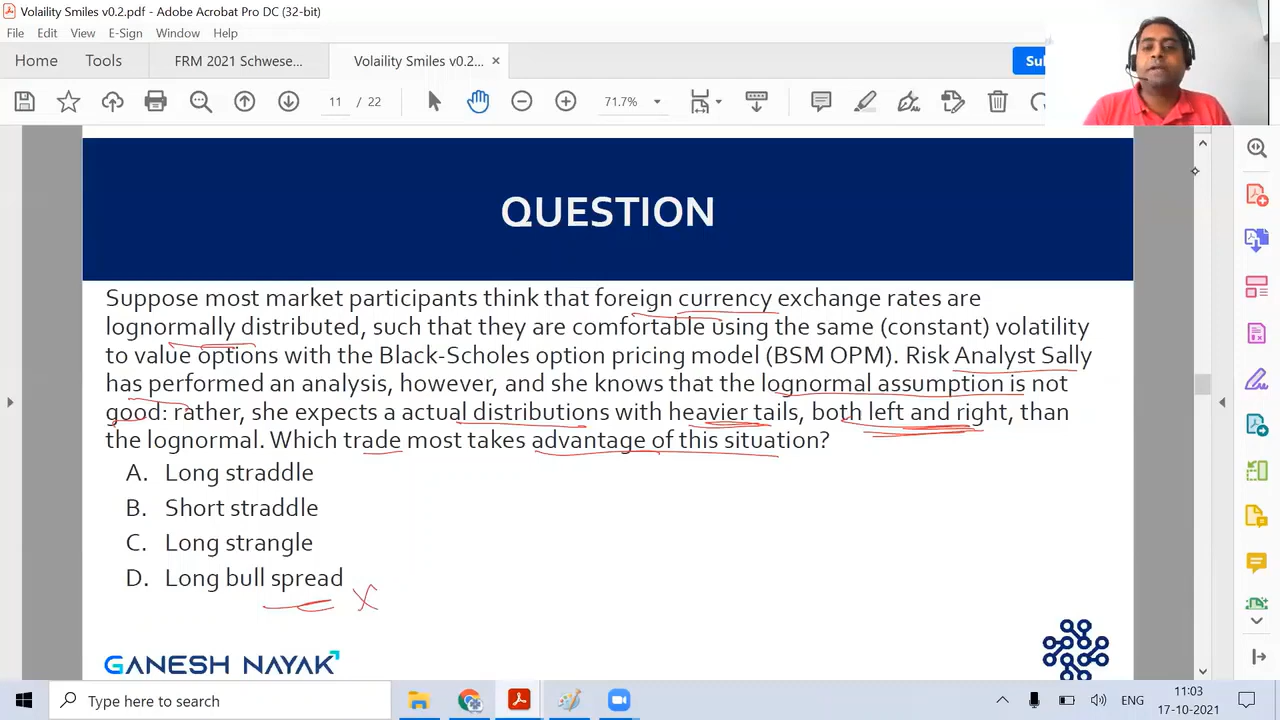 Volaility Smiles v0.2.pdf - Adobe Acrobat Pro DC (32-bit)
File Edit View E-Sign Window Help
Home Tools FRM 2021 Schwese... Volaility Smiles v0.2... ×
11 / 22 71.7%
QUESTION
Suppose most market participants think that foreign currency exchange rates are
lognormally distributed, such that they are comfortable using the same (constant) volatility
to value options with the Black-Scholes option pricing model (BSM OPM). Risk Analyst Sally
has performed an analysis, however, and she knows that the lognormal assumption is not
good: rather, she expects a actual distributions with heavier tails, both left and right, than
the lognormal. Which trade most takes advantage of this situation?
A. Long straddle
B. Short straddle
C. Long strangle
D. Long bull spread
GANESH NAYAK
Type here to search
ENG
11:03
17-10-2021